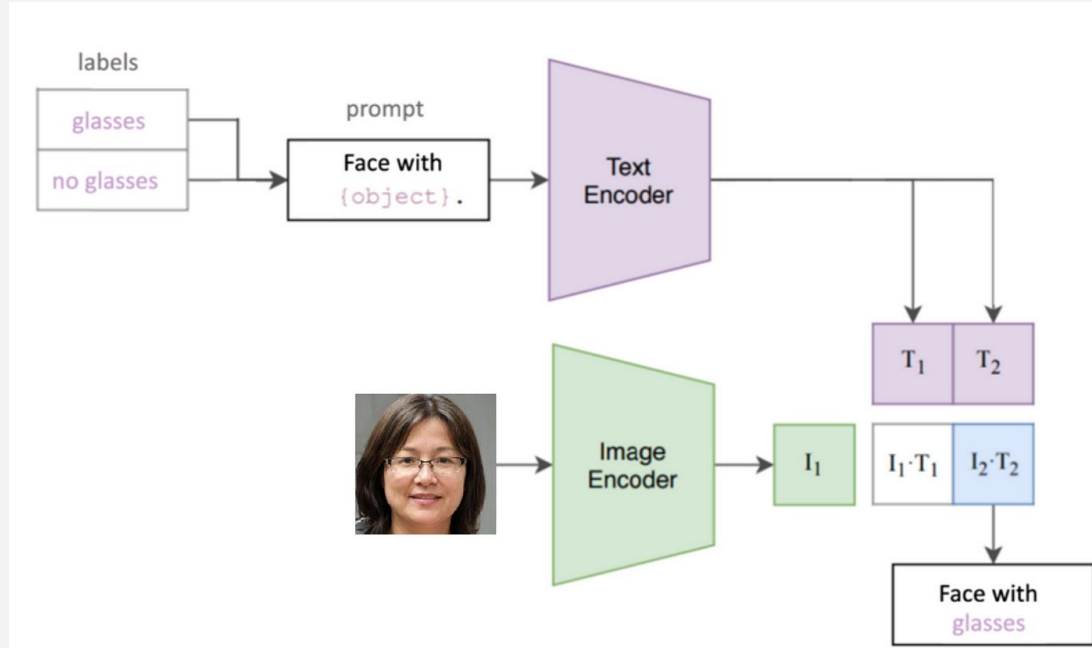 labels
glasses
no glasses
prompt
Face with
{object}.
Text
Encoder
T₁
T₂
Image
Encoder
I₁
I₁·T₁
I₂·T₂
Face with
glasses